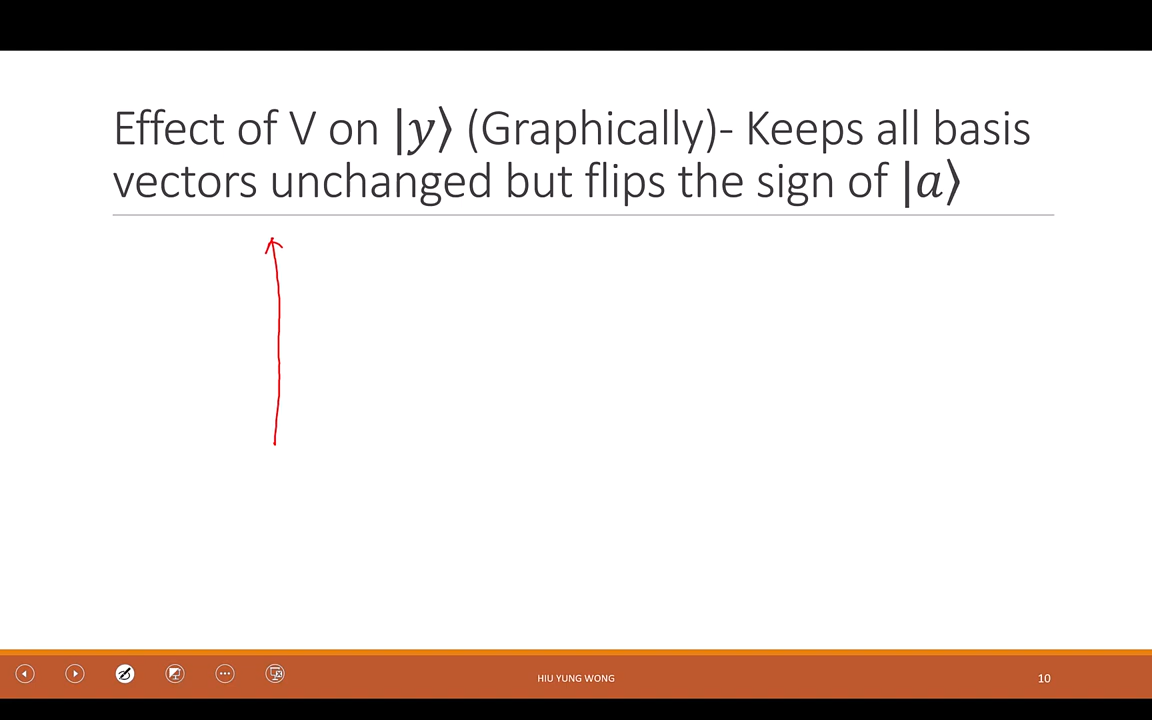 Effect of V on |y⟩ (Graphically)- Keeps all basis
vectors unchanged but flips the sign of |a⟩
HIU YUNG WONG
10